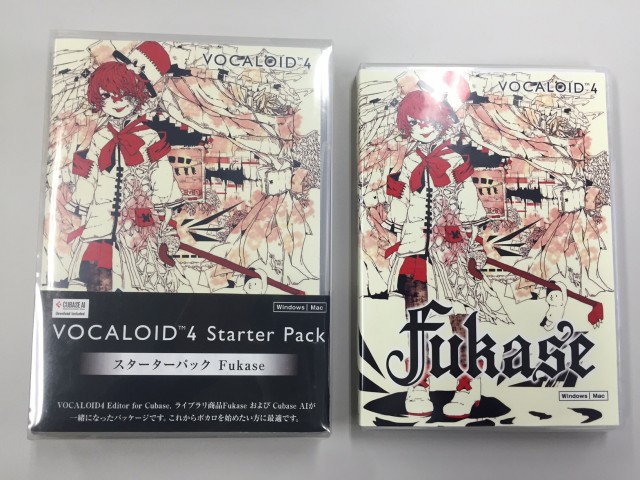 VOCALOID™4
CUBASE AI
Download Included
Windows | Mac
VOCALOID™4 Starter Pack
スターターパック Fukase
VOCALOID4 Editor for Cubase, ライブラリ商品Fukase および Cubase AIが
一緒になったパッケージです。これからボカロを始めたい方に最適です。
VOCALOID™4
Fukase
Windows | Mac